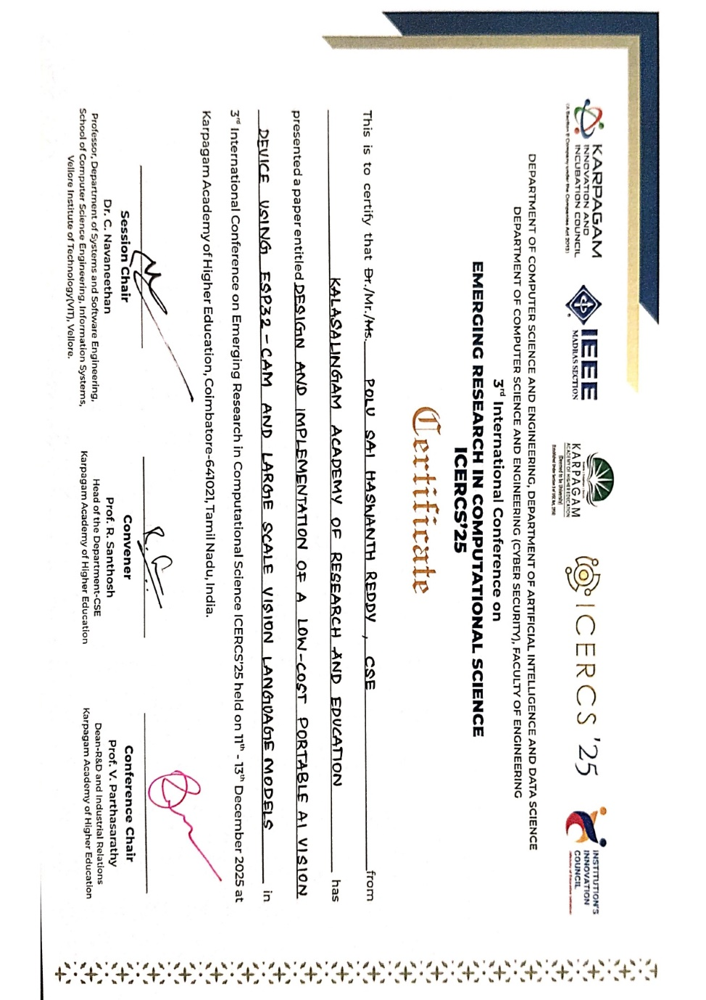 KARPAGAM
INNOVATION AND
INCUBATION COUNCIL
(A Section 8 Company under the Companies Act 2013)
IEEE
MADRAS SECTION
KARPAGAM
ACADEMY OF HIGHER EDUCATION
(Deemed to be University)
ICERCS '25
INSTITUTION'S
INNOVATION
COUNCIL
DEPARTMENT OF COMPUTER SCIENCE AND ENGINEERING, DEPARTMENT OF ARTIFICIAL INTELLIGENCE AND DATA SCIENCE
DEPARTMENT OF COMPUTER SCIENCE AND ENGINEERING (CYBER SECURITY), FACULTY OF ENGINEERING
3rd International Conference on
EMERGING RESEARCH IN COMPUTATIONAL SCIENCE
ICERCS'25
Certificate
This is to certify that Dr./Mr./Ms. POLU SAI HASWANTH REDDY , CSE from
KALASALINGAM ACADEMY OF RESEARCH AND EDUCATION has
presented a paper entitled DESIGN AND IMPLEMENTATION OF A LOW-COST PORTABLE AI VISION
DEVICE USING ESP32-CAM AND LARGE SCALE VISION LANGUAGE MODELS in
3rd International Conference on Emerging Research in Computational Science ICERCS'25 held on 11th - 13th December 2025 at
Karpagam Academy of Higher Education, Coimbatore-641021, Tamil Nadu, India.
Session Chair
Dr. C. Navaneethan
Professor, Department of Systems and Software Engineering,
School of Computer Science Engineering, Information Systems,
Vellore Institute of Technology(VIT), Vellore.
Convener
Prof. R. Santhosh
Head of the Department-CSE
Karpagam Academy of Higher Education
Conference Chair
Prof. V. Parthasarathy
Dean-R&D and Industrial Relations
Karpagam Academy of Higher Education